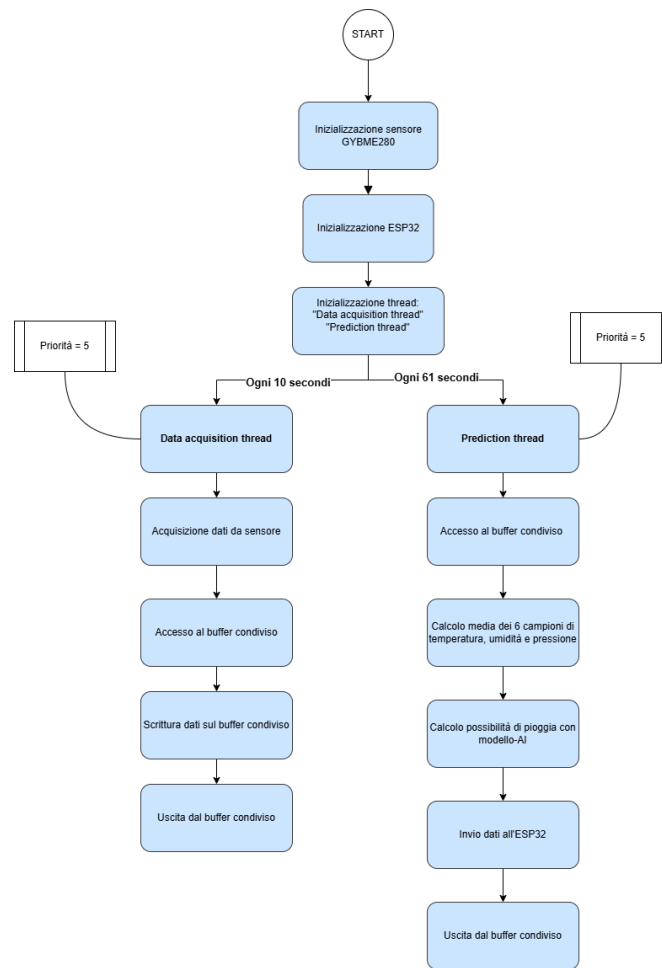 START
Inizializzazione sensore
GYBME280
Inizializzazione ESP32
Inizializzazione thread:
"Data acquisition thread"
"Prediction thread"
Priorità = 5
Priorità = 5
Ogni 10 secondi
Ogni 61 secondi
Data acquisition thread
Prediction thread
Acquisizione dati da sensore
Accesso al buffer condiviso
Accesso al buffer condiviso
Calcolo media dei 6 campioni di
temperatura, umidità e pressione
Scrittura dati sul buffer condiviso
Calcolo possibilità di pioggia con
modello-AI
Uscita dal buffer condiviso
Invio dati all'ESP32
Uscita dal buffer condiviso